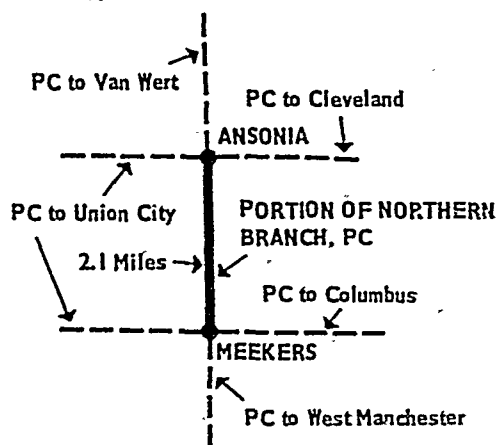 PC to Van Wert
PC to Cleveland
ANSONIA
PC to Union City
PORTION OF NORTHERN
BRANCH, PC
2.1 Miles
PC to Columbus
MEEKERS
PC to West Manchester